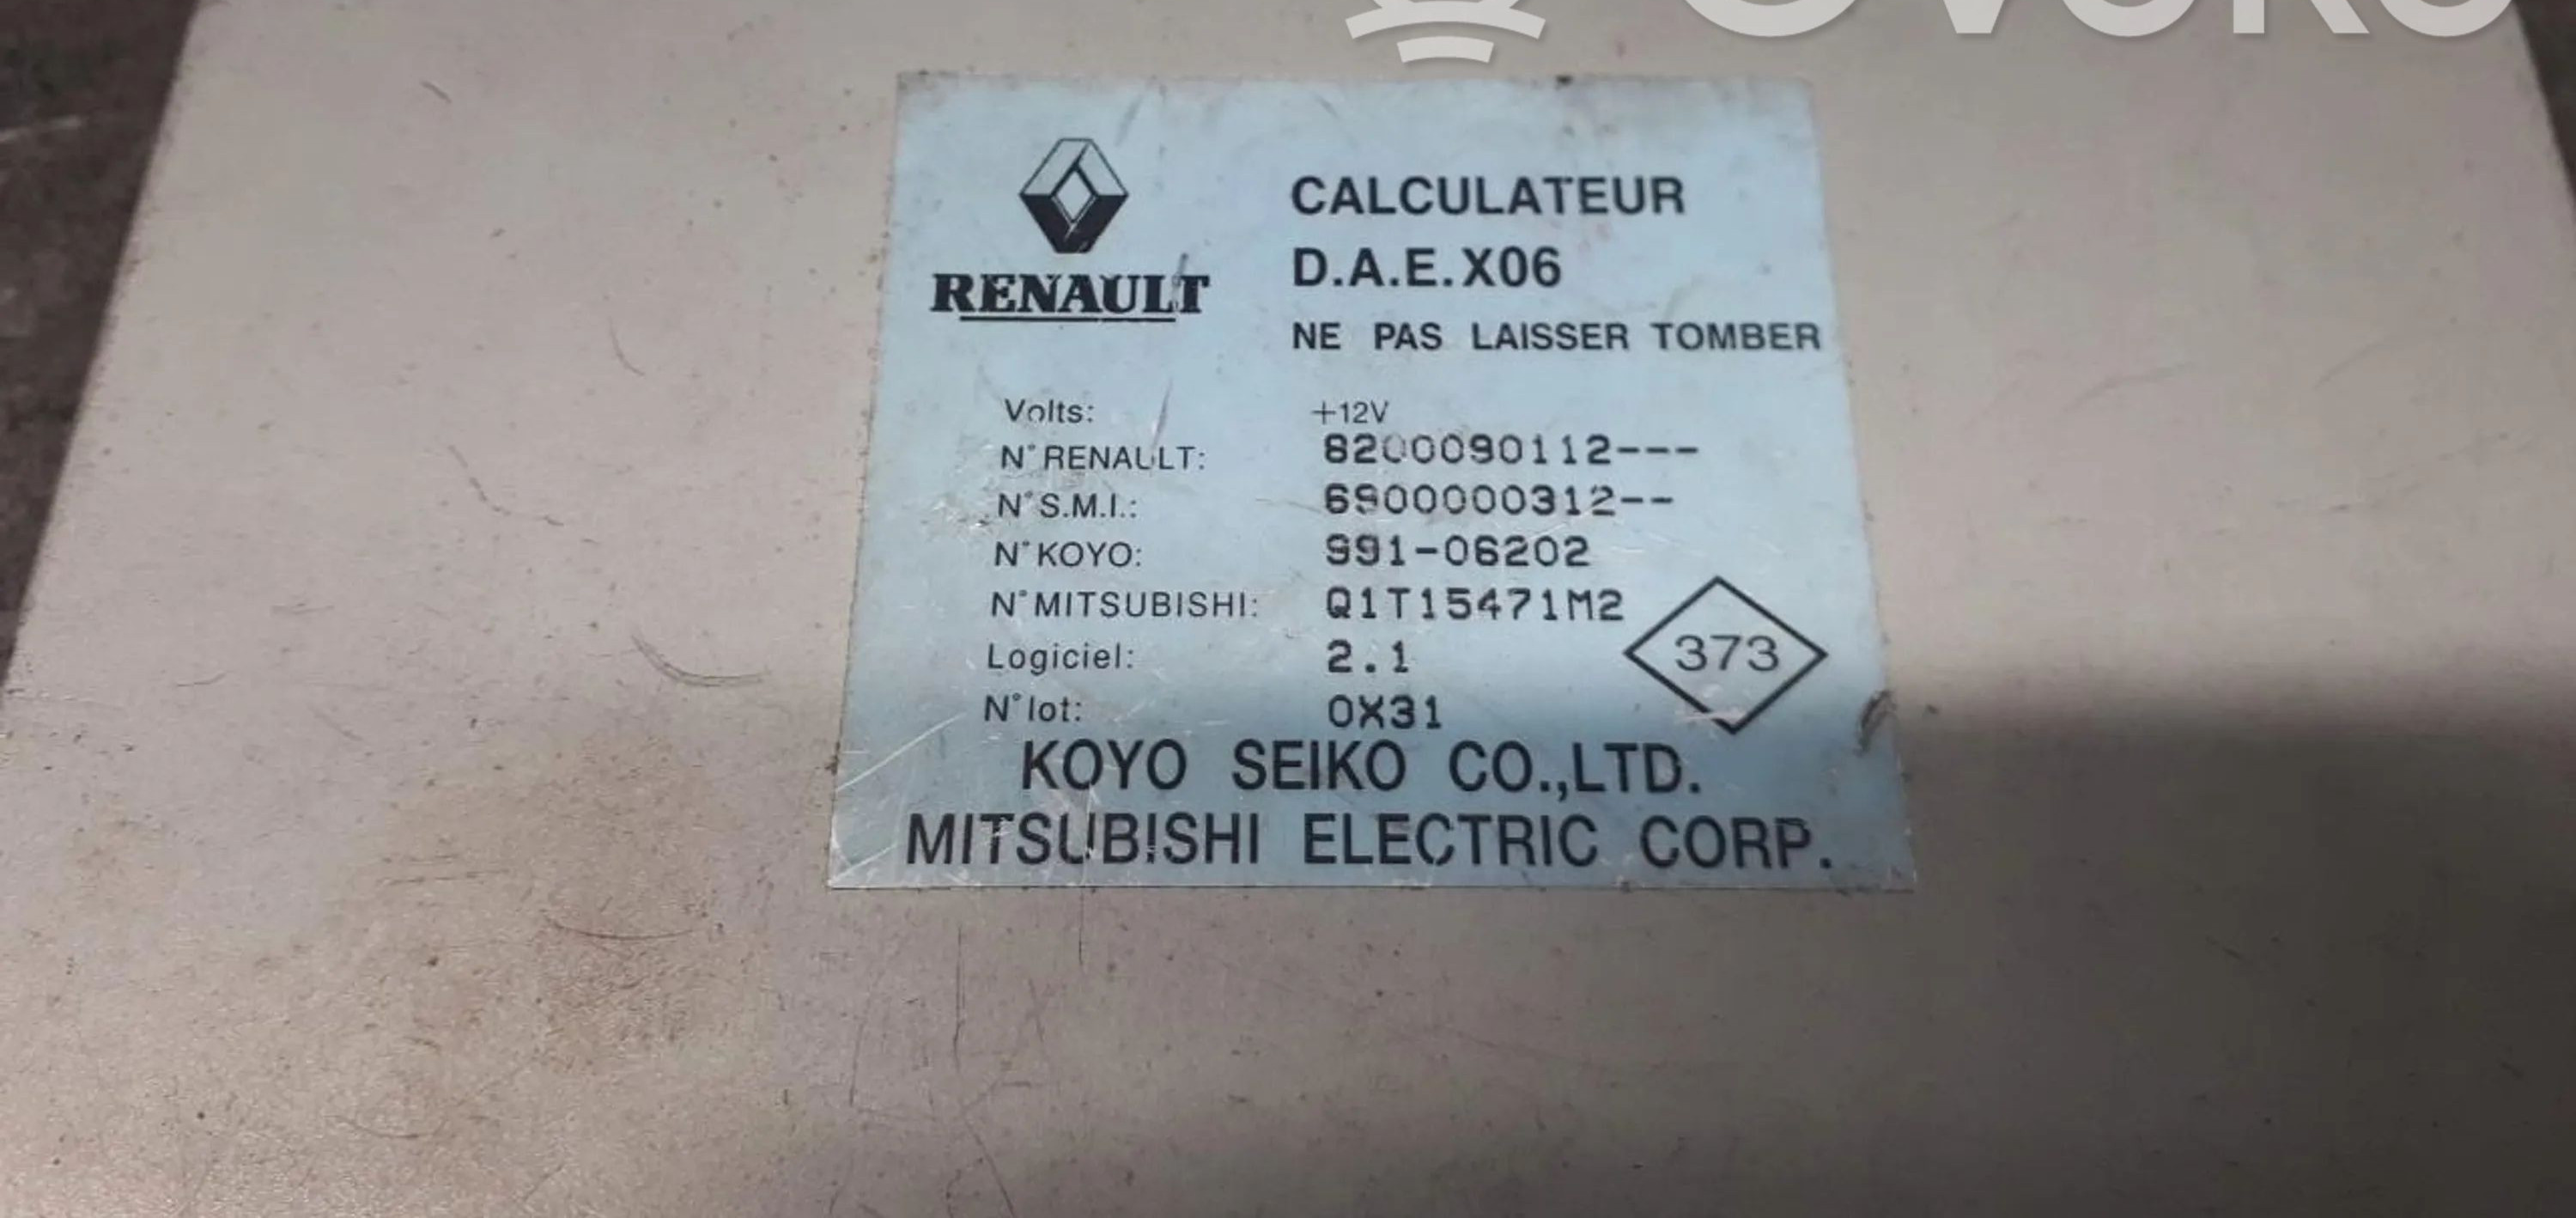 CALCULATEUR
D.A.E.X06
RENAULT
NE PAS LAISSER TOMBER
Volts: +12V
N°RENAULT: 8200090112---
N°S.M.I.: 6900000312--
N°KOYO: 991-06202
N°MITSUBISHI: Q1T15471M2
Logiciel: 2.1
373
N°lot: 0X31
KOYO SEIKO CO.,LTD.
MITSUBISHI ELECTRIC CORP.